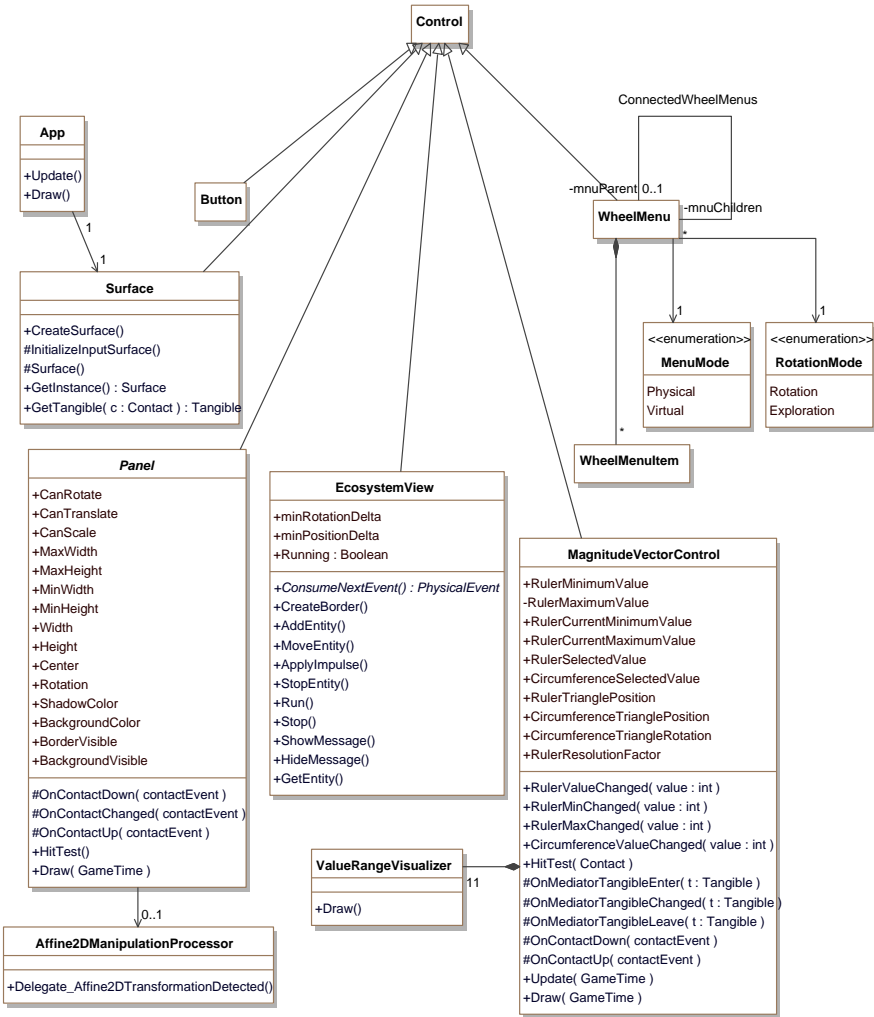 Control
ConnectedWheelMenus
App
+Update()
+Draw()
1
1
Button
-mnuParent 0..1
WheelMenu
-mnuChildren
*
Surface
+CreateSurface()
#InitializeInputSurface()
#Surface()
+GetInstance() : Surface
+GetTangible( c : Contact ) : Tangible
1
<<enumeration>>
MenuMode
Physical
Virtual
1
<<enumeration>>
RotationMode
Rotation
Exploration
*
WheelMenuItem
Panel
+CanRotate
+CanTranslate
+CanScale
+MaxWidth
+MaxHeight
+MinWidth
+MinHeight
+Width
+Height
+Center
+Rotation
+ShadowColor
+BackgroundColor
+BorderVisible
+BackgroundVisible
#OnContactDown( contactEvent )
#OnContactChanged( contactEvent )
#OnContactUp( contactEvent )
+HitTest()
+Draw( GameTime )
EcosystemView
+minRotationDelta
+minPositionDelta
+Running : Boolean
+ConsumeNextEvent() : PhysicalEvent
+CreateBorder()
+AddEntity()
+MoveEntity()
+ApplyImpulse()
+StopEntity()
+Run()
+Stop()
+ShowMessage()
+HideMessage()
+GetEntity()
MagnitudeVectorControl
+RulerMinimumValue
-RulerMaximumValue
+RulerCurrentMinimumValue
+RulerCurrentMaximumValue
+RulerSelectedValue
+CircumferenceSelectedValue
+RulerTrianglePosition
+CircumferenceTrianglePosition
+CircumferenceTriangleRotation
+RulerResolutionFactor
+RulerValueChanged( value : int )
+RulerMinChanged( value : int )
+RulerMaxChanged( value : int )
+CircumferenceValueChanged( value : int )
+HitTest( Contact )
#OnMediatorTangibleEnter( t : Tangible )
#OnMediatorTangibleChanged( t : Tangible )
#OnMediatorTangibleLeave( t : Tangible )
#OnContactDown( contactEvent )
#OnContactUp( contactEvent )
+Update( GameTime )
+Draw( GameTime )
ValueRangeVisualizer
+Draw()
11
0..1
Affine2DManipulationProcessor
+Delegate_Affine2DTransformationDetected()